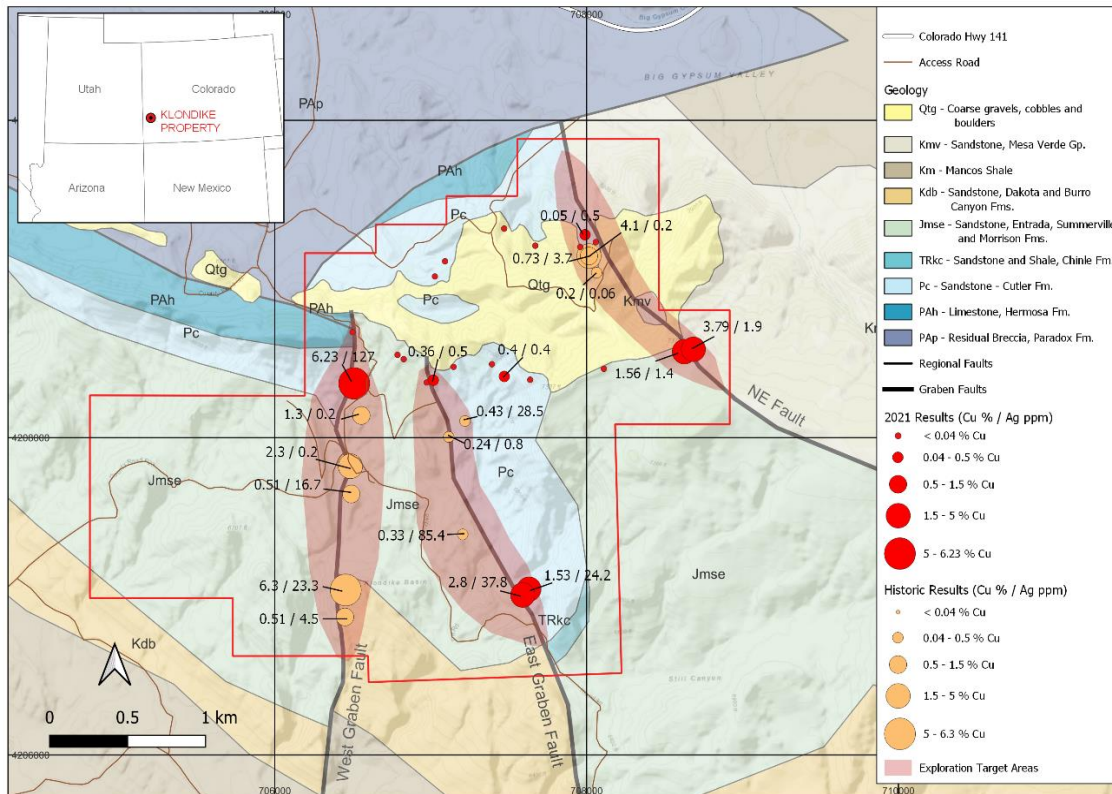 Utah
Colorado
KLONDIKE
PROPERTY
Arizona
New Mexico
706000
708000
Big Gypsum Valley
BIG GYPSUM VALLEY
PAp
PAh
Pc
0.05 / 0.5
4.1 / 0.2
0.73 / 3.7
Qtg
Qtg
0.2 / 0.06
Kmv
PAh
PAh
Pc
Pc
3.79 / 1.9
6.23 / 127
0.36 / 0.5
0.4 / 0.4
1.56 / 1.4
NE Fault
1.3 / 0.2
0.43 / 28.5
4200000
0.24 / 0.8
2.3 / 0.2
Pc
Jmse
0.51 / 16.7
Jmse
0.33 / 85.4
6.3 / 23.3
Klondike Basin
2.8 / 37.8
1.53 / 24.2
Jmse
0.51 / 4.5
TRkc
Kdb
Still Canyon
West Graben Fault
East Graben Fault
0 0.5 1 km
706000
708000
710000
Colorado Hwy 141
Access Road
Geology
Qtg - Coarse gravels, cobbles and
boulders
Kmv - Sandstone, Mesa Verde Gp.
Km - Mancos Shale
Kdb - Sandstone, Dakota and Burro
Canyon Fms.
Jmse - Sandstone, Entrada, Summerville
and Morrison Fms.
TRkc - Sandstone and Shale, Chinle Fm
Pc - Sandstone - Cutler Fm.
PAh - Limestone, Hermosa Fm.
PAp - Residual Breccia, Paradox Fm.
Regional Faults
Graben Faults
2021 Results (Cu % / Ag ppm)
< 0.04 % Cu
0.04 - 0.5 % Cu
0.5 - 1.5 % Cu
1.5 - 5 % Cu
5 - 6.23 % Cu
Historic Results (Cu % / Ag ppm)
< 0.04 % Cu
0.04 - 0.5 % Cu
0.5 - 1.5 % Cu
1.5 - 5 % Cu
5 - 6.3 % Cu
Exploration Target Areas